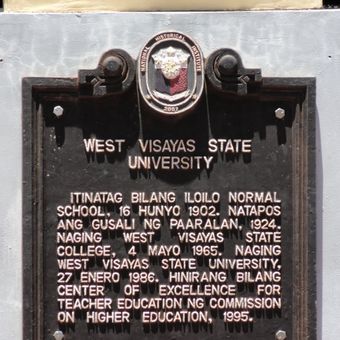 NATIONAL HISTORICAL INSTITUTE
2007
WEST VISAYAS STATE
UNIVERSITY
ITINATAG BILANG ILOILO NORMAL
SCHOOL, 16 HUNYO 1902. NATAPOS
ANG GUSALI NG PAARALAN, 1924.
NAGING WEST VISAYAS STATE
COLLEGE, 4 MAYO 1965. NAGING
WEST VISAYAS STATE UNIVERSITY,
27 ENERO 1986. HINIRANG BILANG
CENTER OF EXCELLENCE FOR
TEACHER EDUCATION NG COMMISSION
ON HIGHER EDUCATION, 1995.